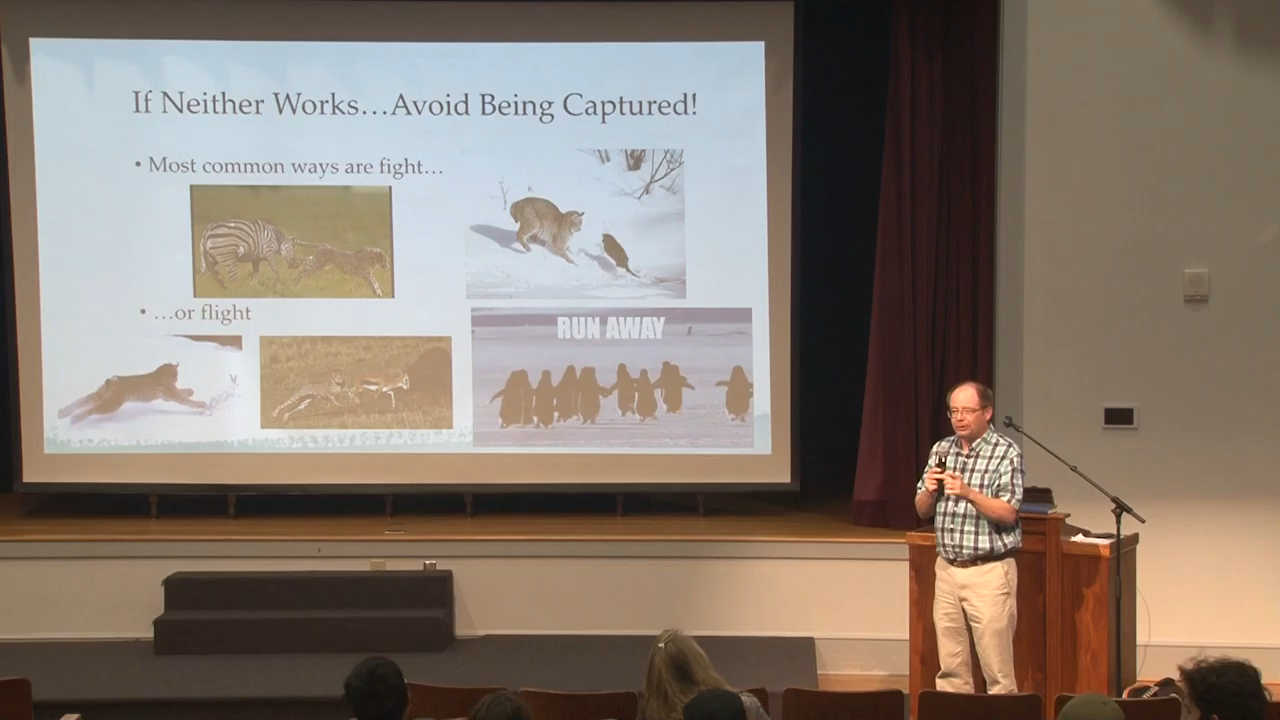 If Neither Works…Avoid Being Captured!
• Most common ways are fight…
• …or flight
RUN AWAY